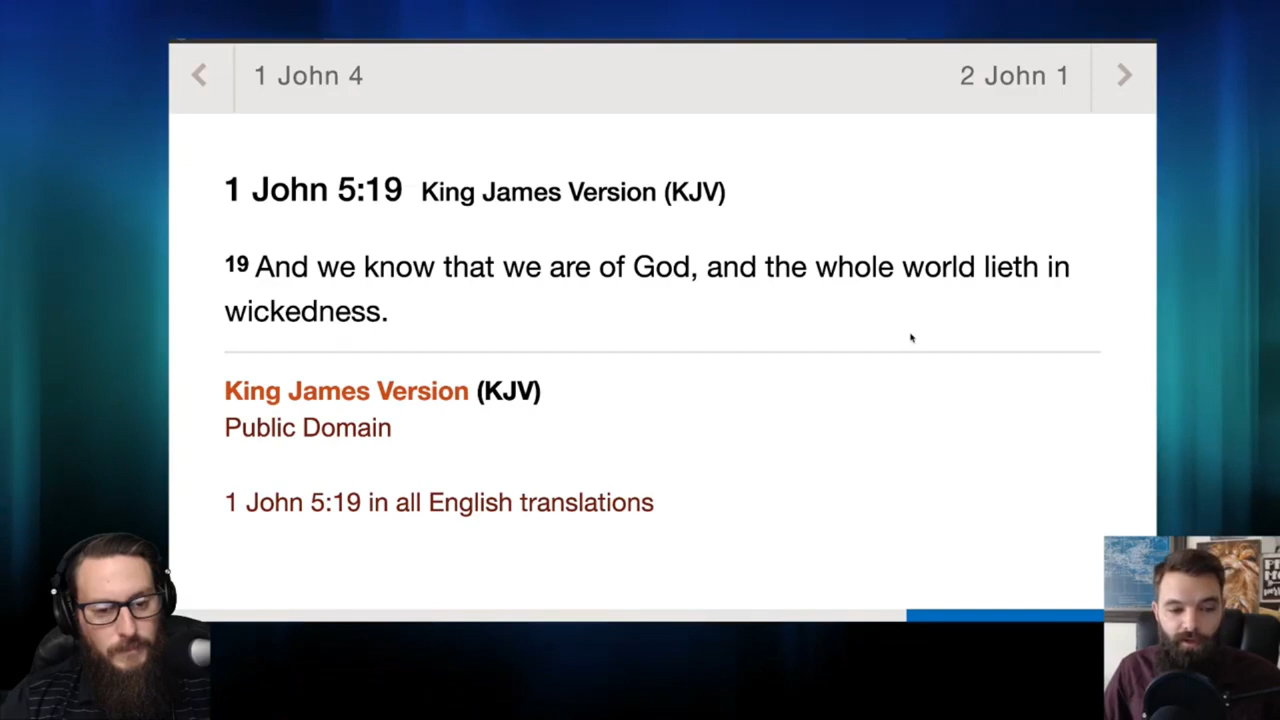 1 John 4
2 John 1
1 John 5:19 King James Version (KJV)
19 And we know that we are of God, and the whole world lieth in
wickedness.
King James Version (KJV)
Public Domain
1 John 5:19 in all English translations